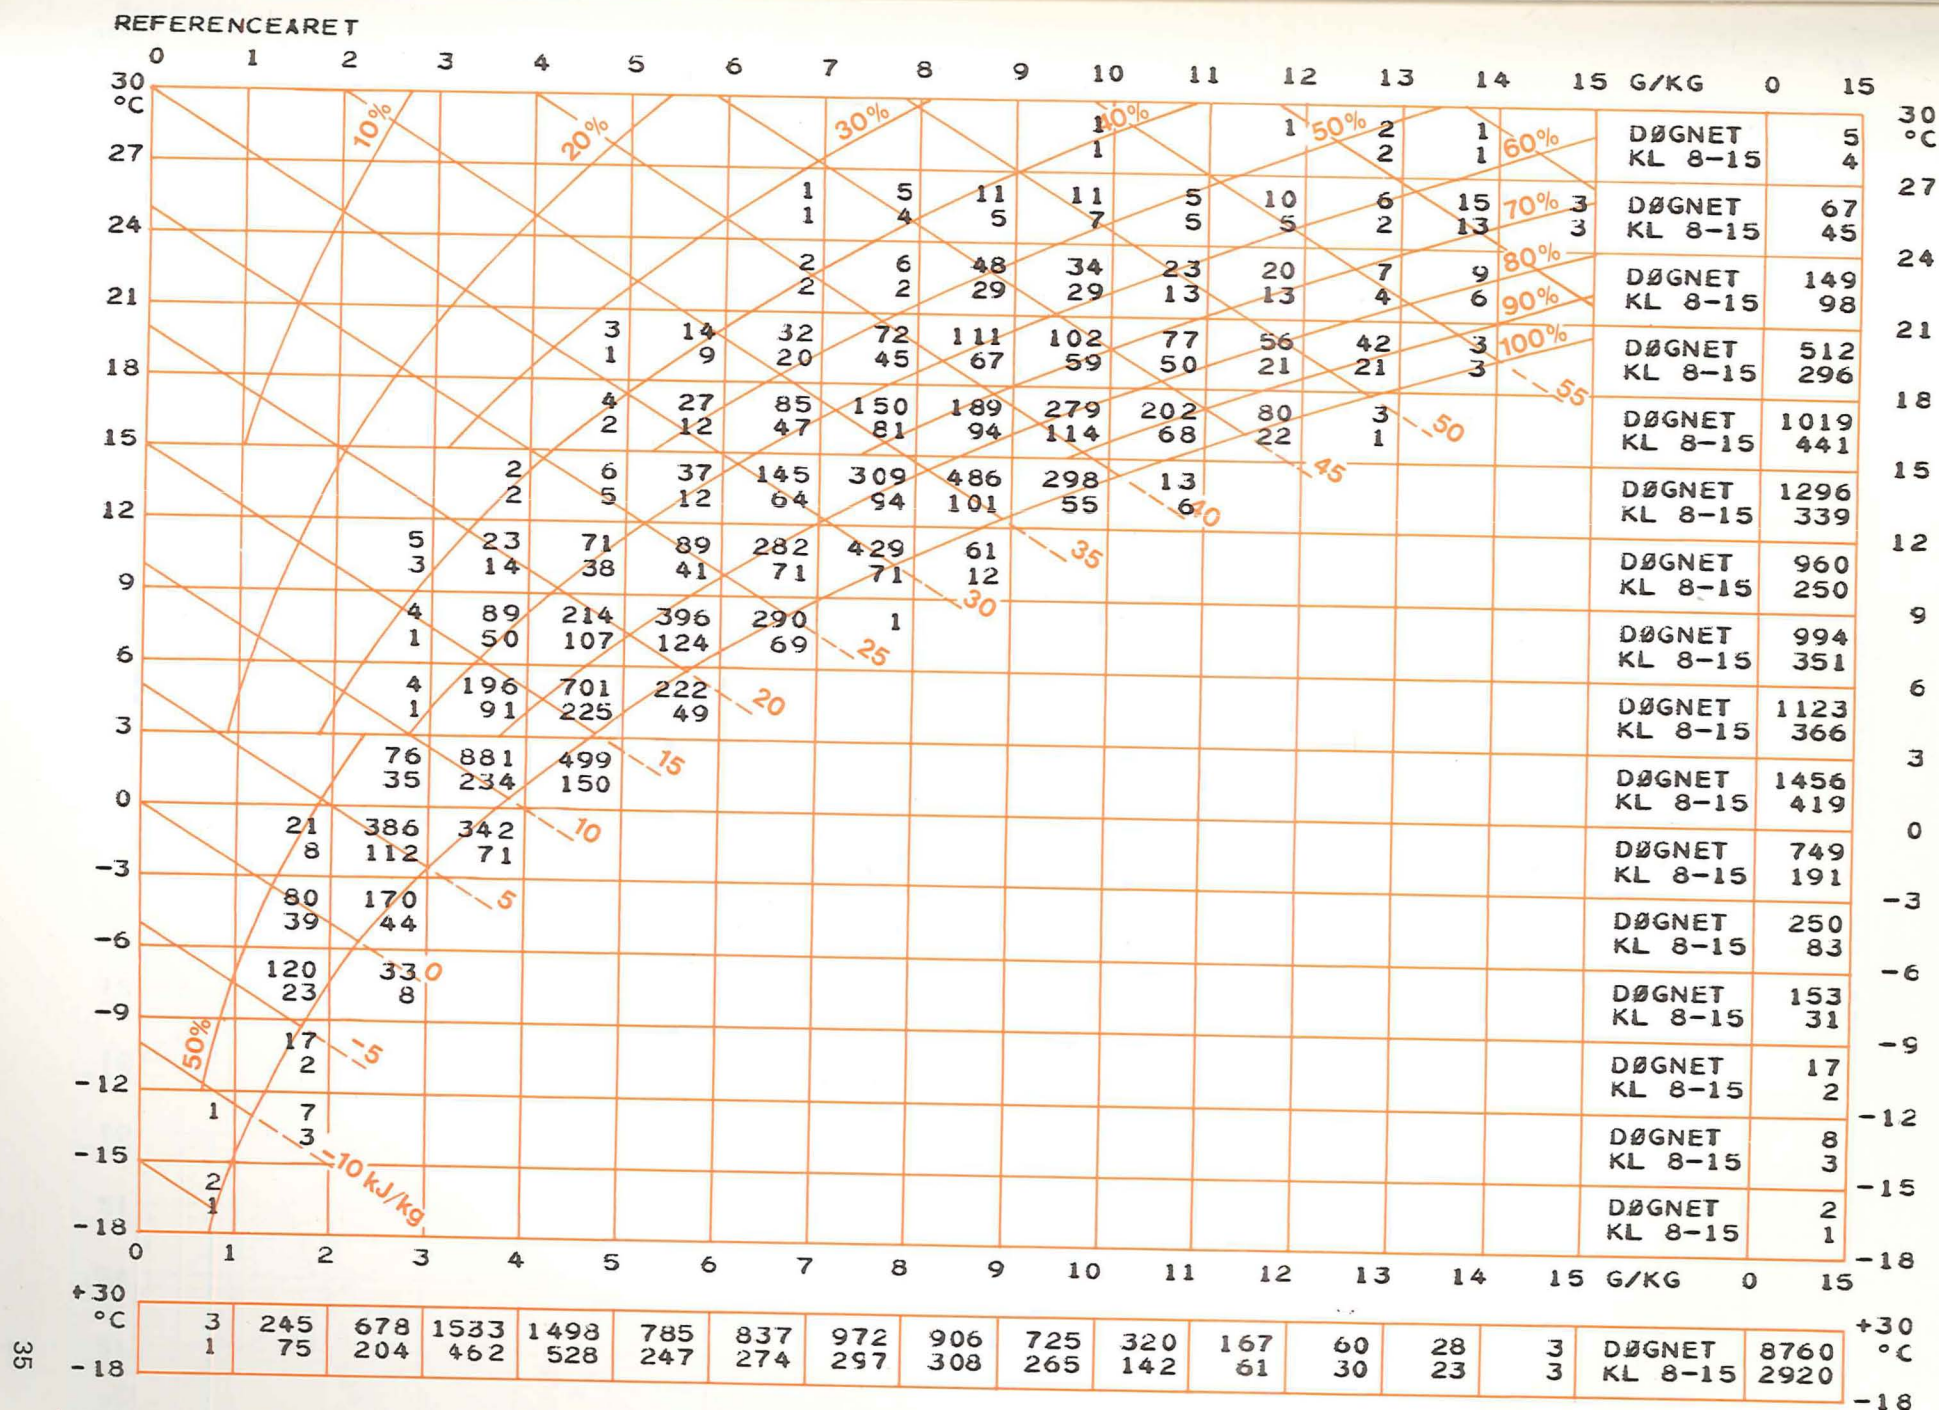 REFERENCEARET
0 1 2 3 4 5 6 7 8 9 10 11 12 13 14 15 G/KG 0 15
30 30
°C °C
10% 20% 30% 40% 50% 60%
1 1 2 1 DØGNET 5
1 2 1 KL 8-15 4
27 27
1 5 11 11 5 10 6 15 70% 3 DØGNET 67
1 4 5 7 5 5 2 13 3 KL 8-15 45
24 24
2 6 48 34 23 20 7 9 80% DØGNET 149
2 2 29 29 13 13 4 6 90% KL 8-15 98
21 21
3 14 32 72 111 102 77 56 42 3 100% DØGNET 512
1 9 20 45 67 59 50 21 21 3 KL 8-15 296
18 55 18
4 27 85 150 189 279 202 80 3 DØGNET 1019
2 12 47 81 94 114 68 22 1 50 KL 8-15 441
15 45 15
2 6 37 145 309 486 298 13 DØGNET 1296
2 5 12 64 94 101 55 6 40 KL 8-15 339
12 35 12
5 23 71 89 282 429 61 DØGNET 960
3 14 38 41 71 71 12 KL 8-15 250
9 30 9
4 89 214 396 290 1 DØGNET 994
1 50 107 124 69 25 KL 8-15 351
6 6
4 196 701 222 20 DØGNET 1123
1 91 225 49 KL 8-15 366
3 3
76 881 499 15 DØGNET 1456
35 234 150 KL 8-15 419
0 0
21 386 342 10 DØGNET 749
8 112 71 KL 8-15 191
-3 -3
80 170 5 DØGNET 250
39 44 KL 8-15 83
-6 -6
120 33 0 DØGNET 153
23 8 KL 8-15 31
-9 -9
50% 17 -5 DØGNET 17
2 KL 8-15 2
-12 -12
1 7 DØGNET 8
3 KL 8-15 3
-15 -10 kJ/kg -15
2 DØGNET 2
1 KL 8-15 1
-18 -18
0 1 2 3 4 5 6 7 8 9 10 11 12 13 14 15 G/KG 0 15
+30 +30
°C 3 245 678 1533 1498 785 837 972 906 725 320 167 60 28 3 DØGNET 8760 °C
-18 1 75 204 462 528 247 274 297 308 265 142 61 30 23 3 KL 8-15 2920 -18
35